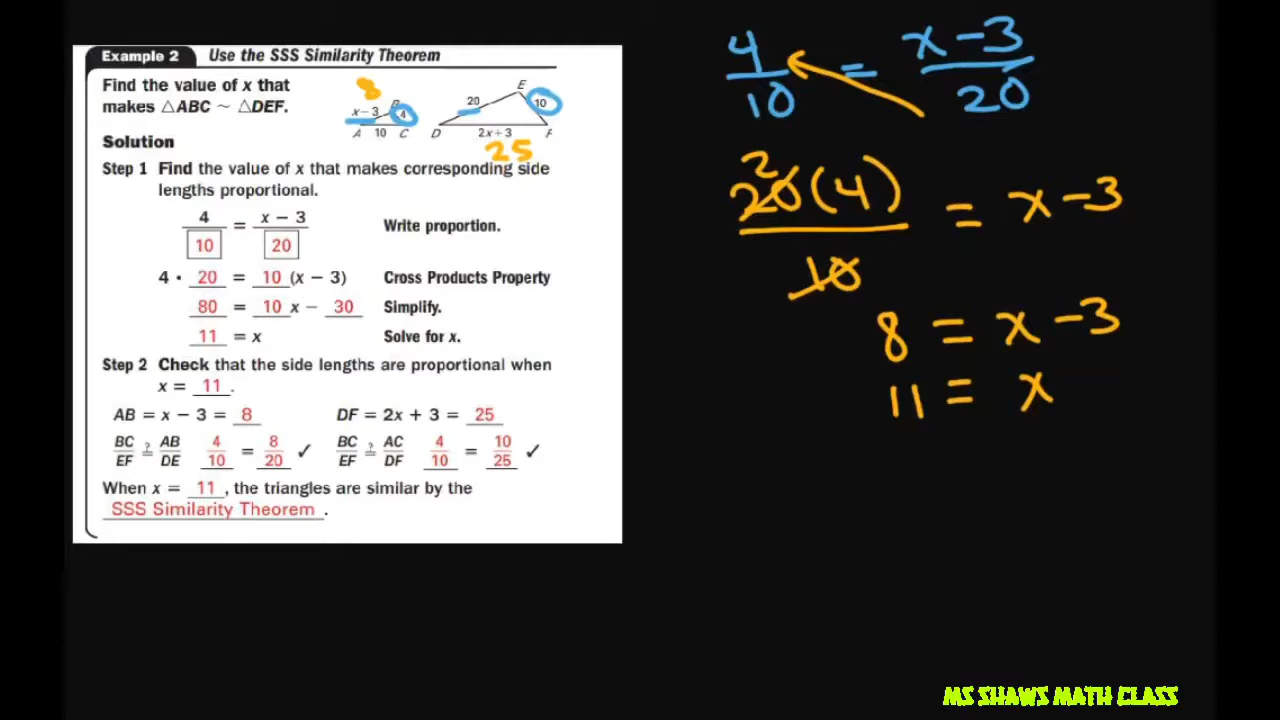 Example 2 Use the SSS Similarity Theorem
Find the value of x that
makes △ABC ~ △DEF.
8
x − 3
B
4
A 10 C
E
20
10
D 2x + 3 F
25
Solution
Step 1 Find the value of x that makes corresponding side
lengths proportional.
4/10 = x − 3/20 Write proportion.
4 · 20 = 10 (x − 3) Cross Products Property
80 = 10 x − 30 Simplify.
11 = x Solve for x.
Step 2 Check that the side lengths are proportional when
x = 11 .
AB = x − 3 = 8 DF = 2x + 3 = 25
BC/EF ≟ AB/DE 4/10 = 8/20 ✓ BC/EF ≟ AC/DF 4/10 = 10/25 ✓
When x = 11 , the triangles are similar by the
SSS Similarity Theorem .
4/10 = x − 3/20
2
20(4)/10 = x − 3
8 = x − 3
11 = x
MS SHAWS MATH CLASS